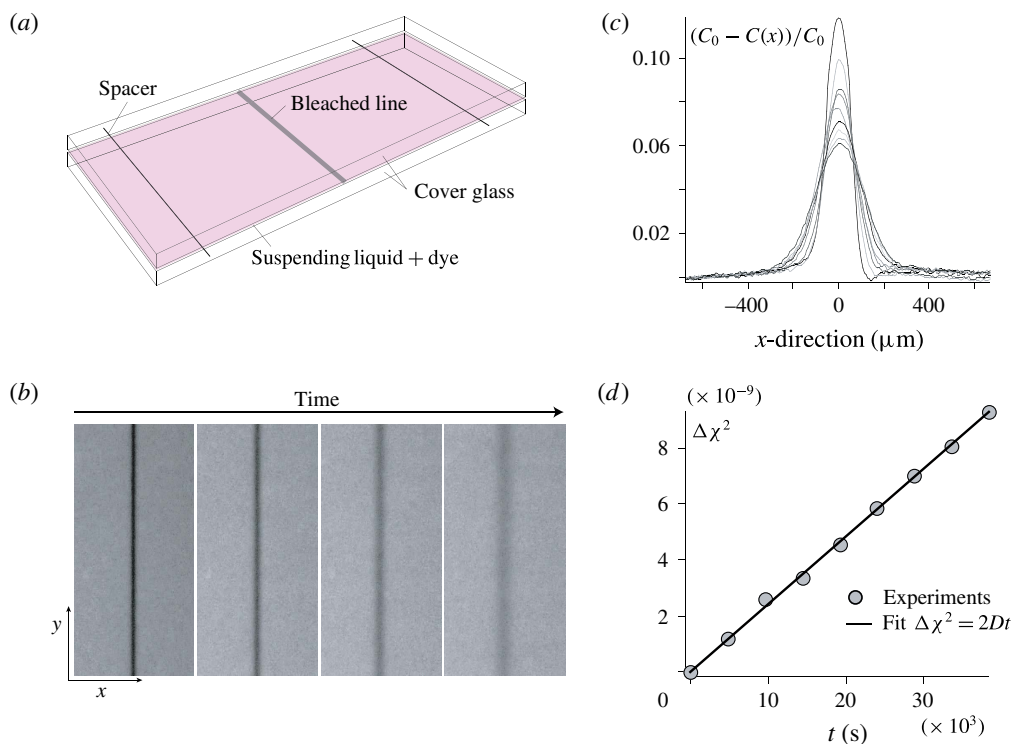 (a)
Spacer
Bleached line
Cover glass
Suspending liquid + dye
(b)
Time
y
x
(c)
(C₀ − C(x))/C₀
0.10
0.06
0.02
–400
0
400
x-direction (μm)
(d)
(× 10⁻⁹)
Δχ²
8
6
4
2
0
10
20
30
t (s)
(× 10³)
Experiments
Fit Δχ² = 2Dt